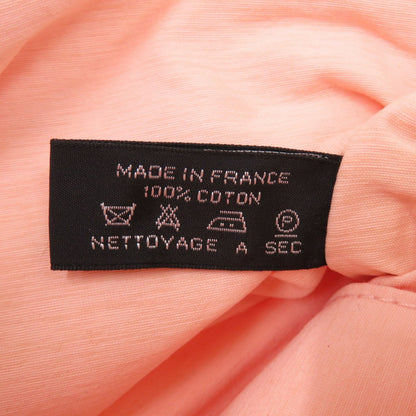 MADE IN FRANCE
100% COTON
P
NETTOYAGE A SEC